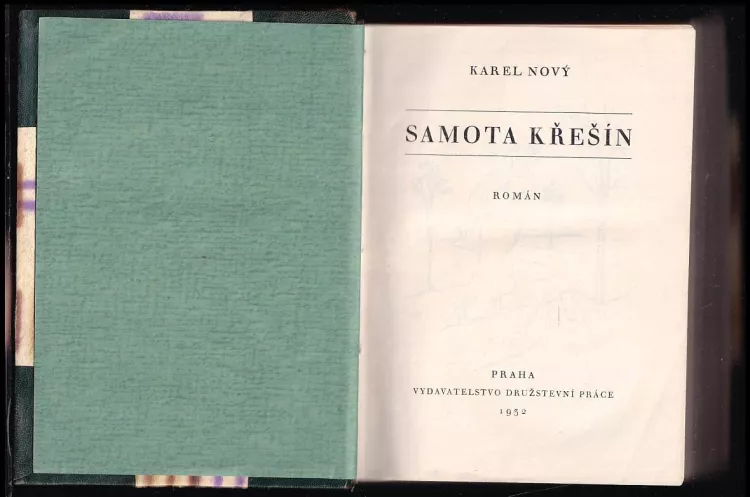 KAREL NOVÝ
SAMOTA KŘEŠÍN
ROMÁN
PRAHA
VYDAVATELSTVO DRUŽSTEVNÍ PRÁCE
1932